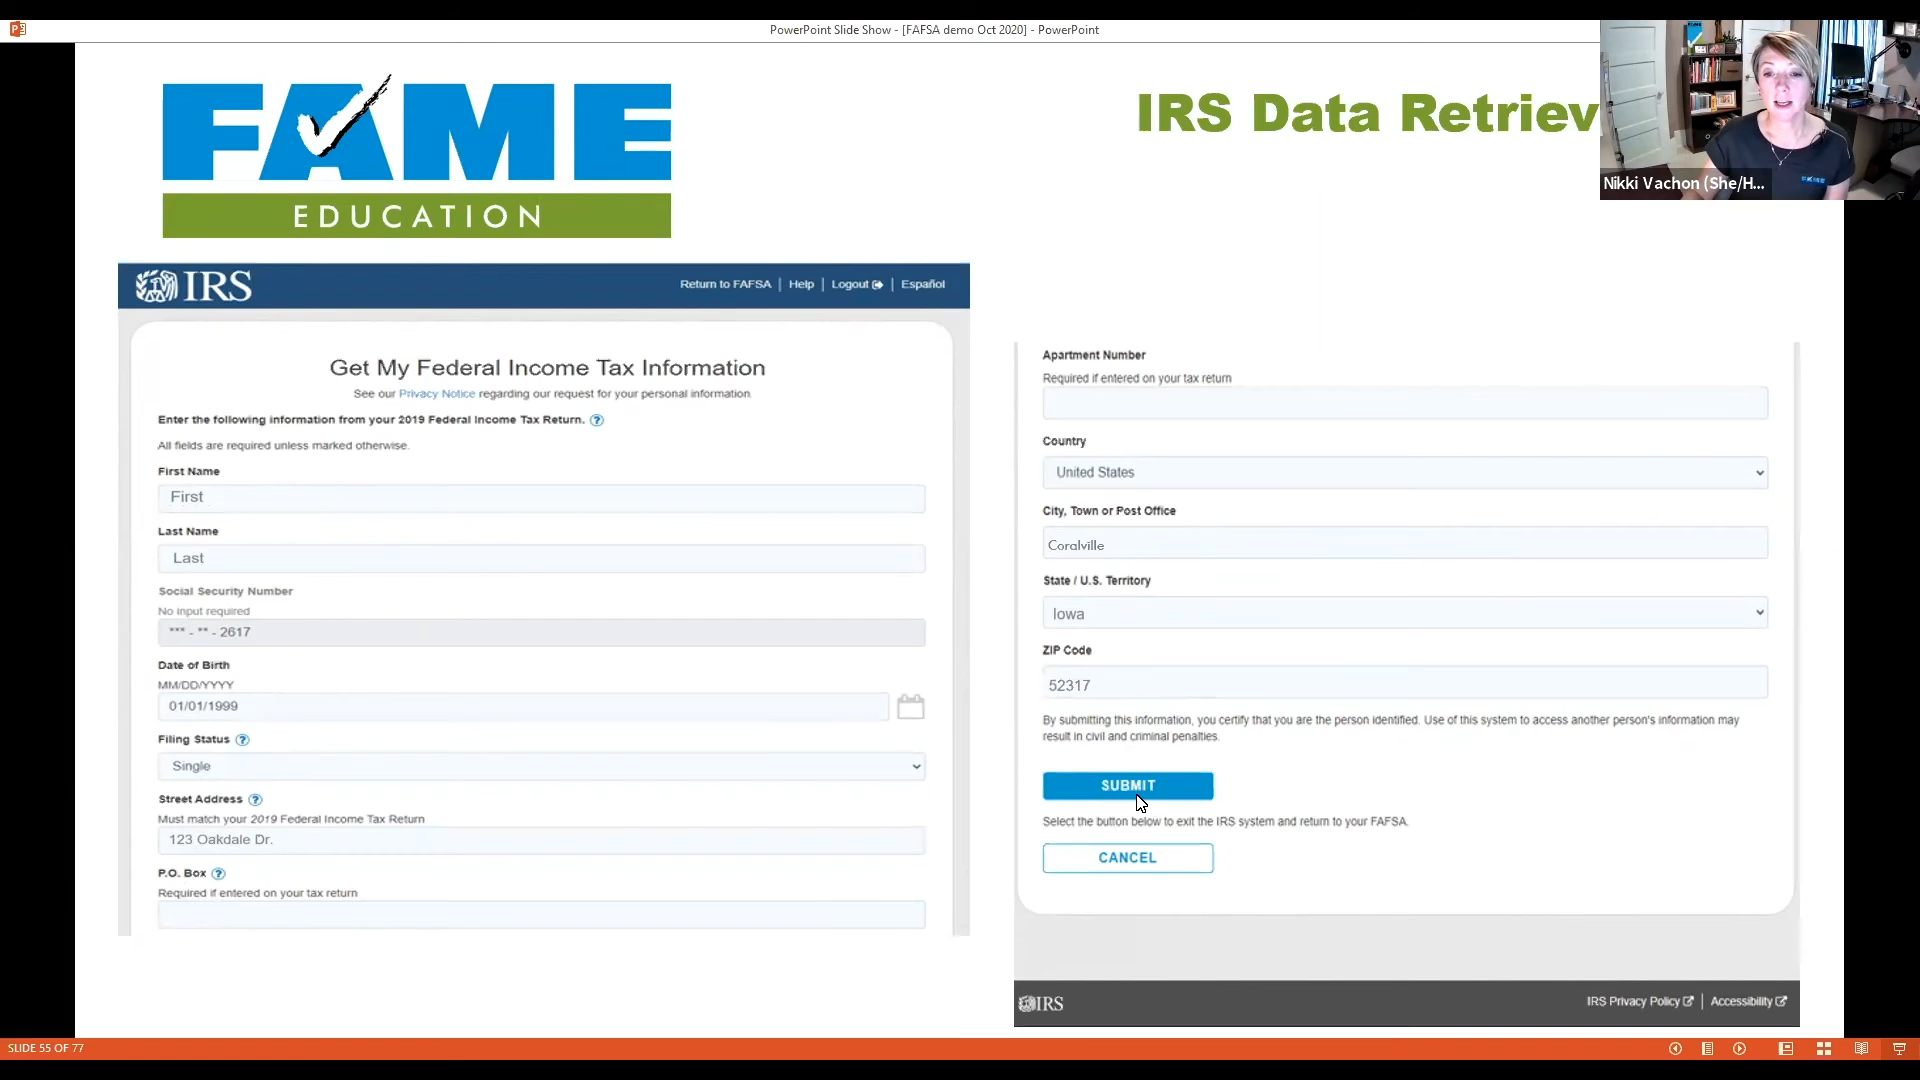 PowerPoint Slide Show - [FAFSA demo Oct 2020] - PowerPoint
FAME
EDUCATION
IRS Data Retriev
Nikki Vachon (She/H...
FAME
IRS
Return to FAFSA | Help | Logout | Español
Get My Federal Income Tax Information
See our Privacy Notice regarding our request for your personal information.
Enter the following information from your 2019 Federal Income Tax Return. ?
All fields are required unless marked otherwise.
First Name
First
Last Name
Last
Social Security Number
No input required
*** - ** - 2617
Date of Birth
MM/DD/YYYY
01/01/1999
Filing Status ?
Single
Street Address ?
Must match your 2019 Federal Income Tax Return
123 Oakdale Dr.
P.O. Box ?
Required if entered on your tax return
Apartment Number
Required if entered on your tax return
Country
United States
City, Town or Post Office
Coralville
State / U.S. Territory
Iowa
ZIP Code
52317
By submitting this information, you certify that you are the person identified. Use of this system to access another person's information may
result in civil and criminal penalties.
SUBMIT
Select the button below to exit the IRS system and return to your FAFSA.
CANCEL
IRS
IRS Privacy Policy | Accessibility
SLIDE 55 OF 77